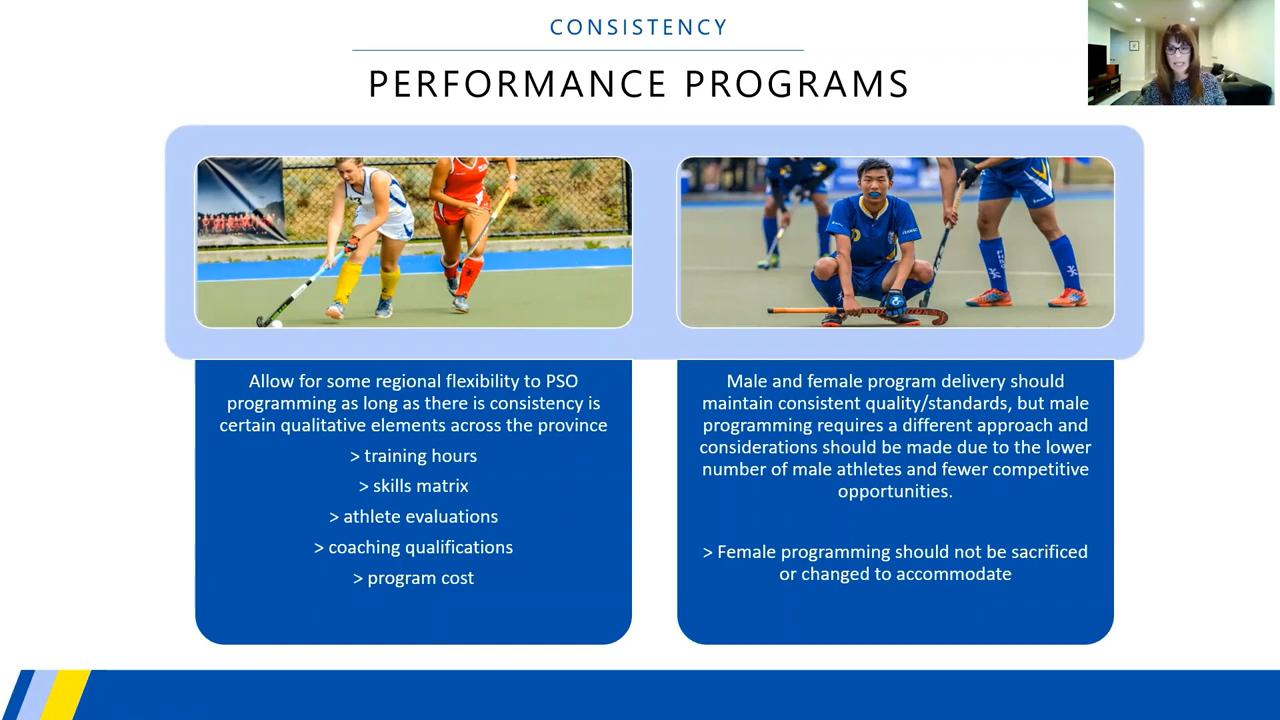 CONSISTENCY
PERFORMANCE PROGRAMS
Allow for some regional flexibility to PSO
programming as long as there is consistency is
certain qualitative elements across the province
> training hours
> skills matrix
> athlete evaluations
> coaching qualifications
> program cost
Male and female program delivery should
maintain consistent quality/standards, but male
programming requires a different approach and
considerations should be made due to the lower
number of male athletes and fewer competitive
opportunities.
> Female programming should not be sacrificed
or changed to accommodate